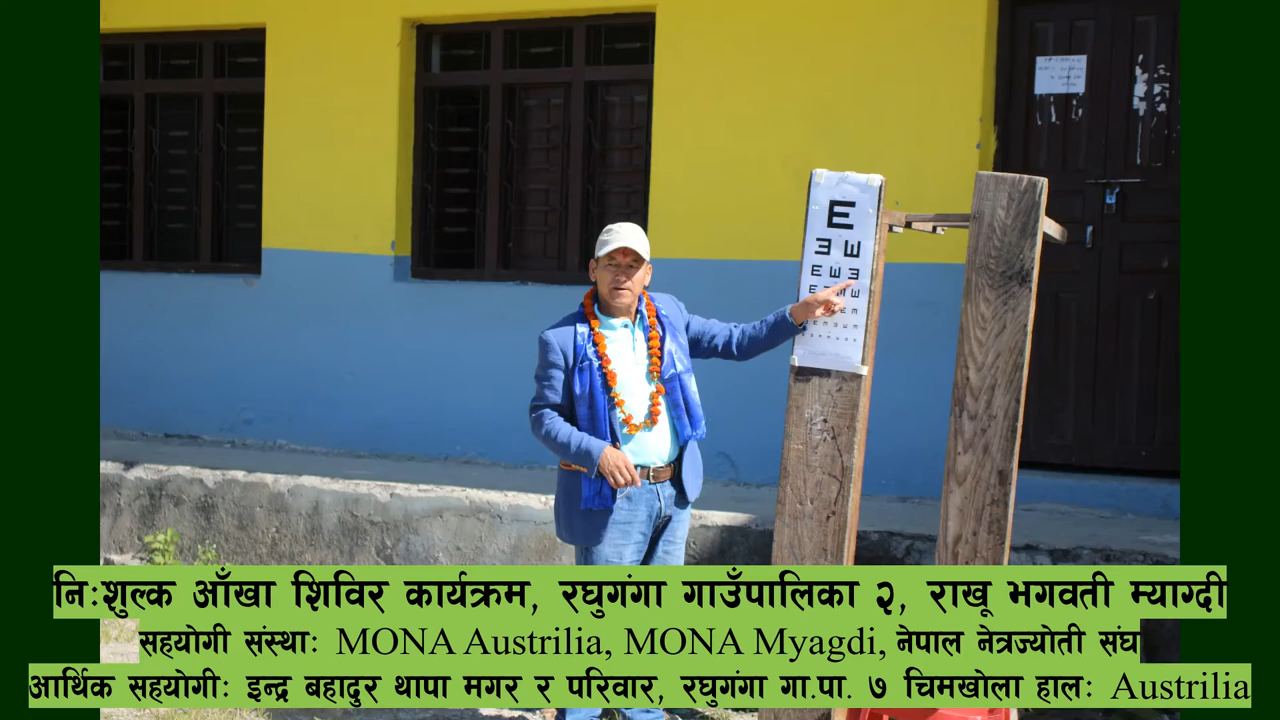 E
E E
E E E
निःशुल्क आँखा शिविर कार्यक्रम, रघुगंगा गाउँपालिका २, राखू भगवती म्याग्दी
सहयोगी संस्थाः MONA Austrilia, MONA Myagdi, नेपाल नेत्रज्योती संघ
आर्थिक सहयोगीः इन्द्र बहादुर थापा मगर र परिवार, रघुगंगा गा.पा. ७ चिमखोला हालः Austrilia